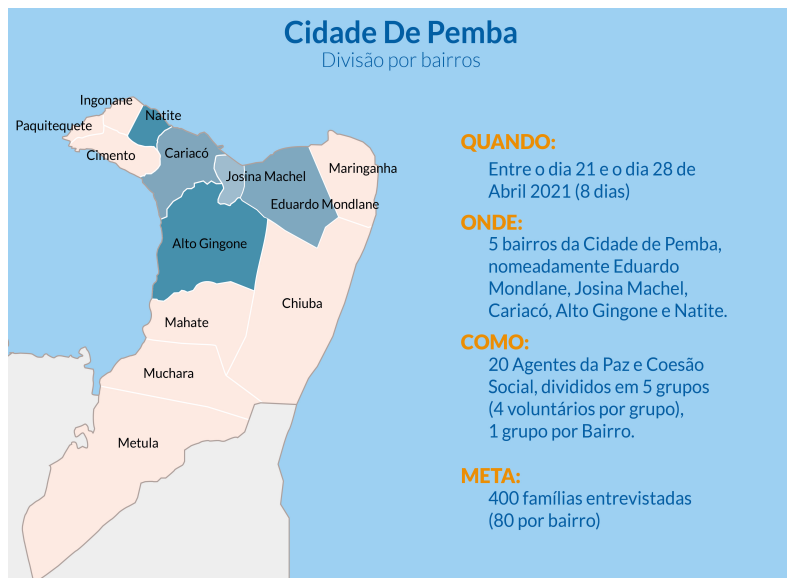 Cidade De Pemba
Divisão por bairros
Ingonane
Natite
Paquitequete
Cimento
Cariacó
Josina Machel
Maringanha
Eduardo Mondlane
Alto Gingone
Chiuba
Mahate
Muchara
Metula
QUANDO:
Entre o dia 21 e o dia 28 de
Abril 2021 (8 dias)
ONDE:
5 bairros da Cidade de Pemba,
nomeadamente Eduardo
Mondlane, Josina Machel,
Cariacó, Alto Gingone e Natite.
COMO:
20 Agentes da Paz e Coesão
Social, divididos em 5 grupos
(4 voluntários por grupo),
1 grupo por Bairro.
META:
400 famílias entrevistadas
(80 por bairro)